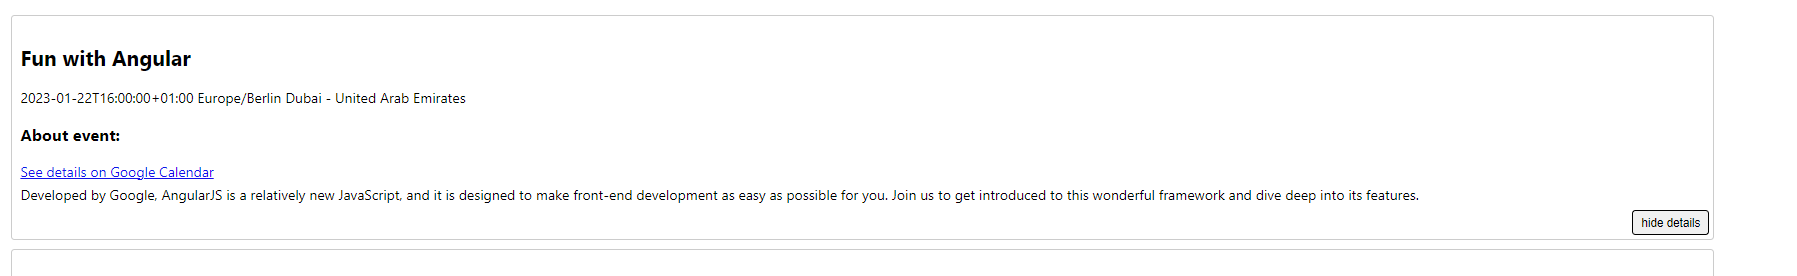 Fun with Angular
2023-01-22T16:00:00+01:00 Europe/Berlin Dubai - United Arab Emirates
About event:
See details on Google Calendar
Developed by Google, AngularJS is a relatively new JavaScript, and it is designed to make front-end development as easy as possible for you. Join us to get introduced to this wonderful framework and dive deep into its features.
hide details